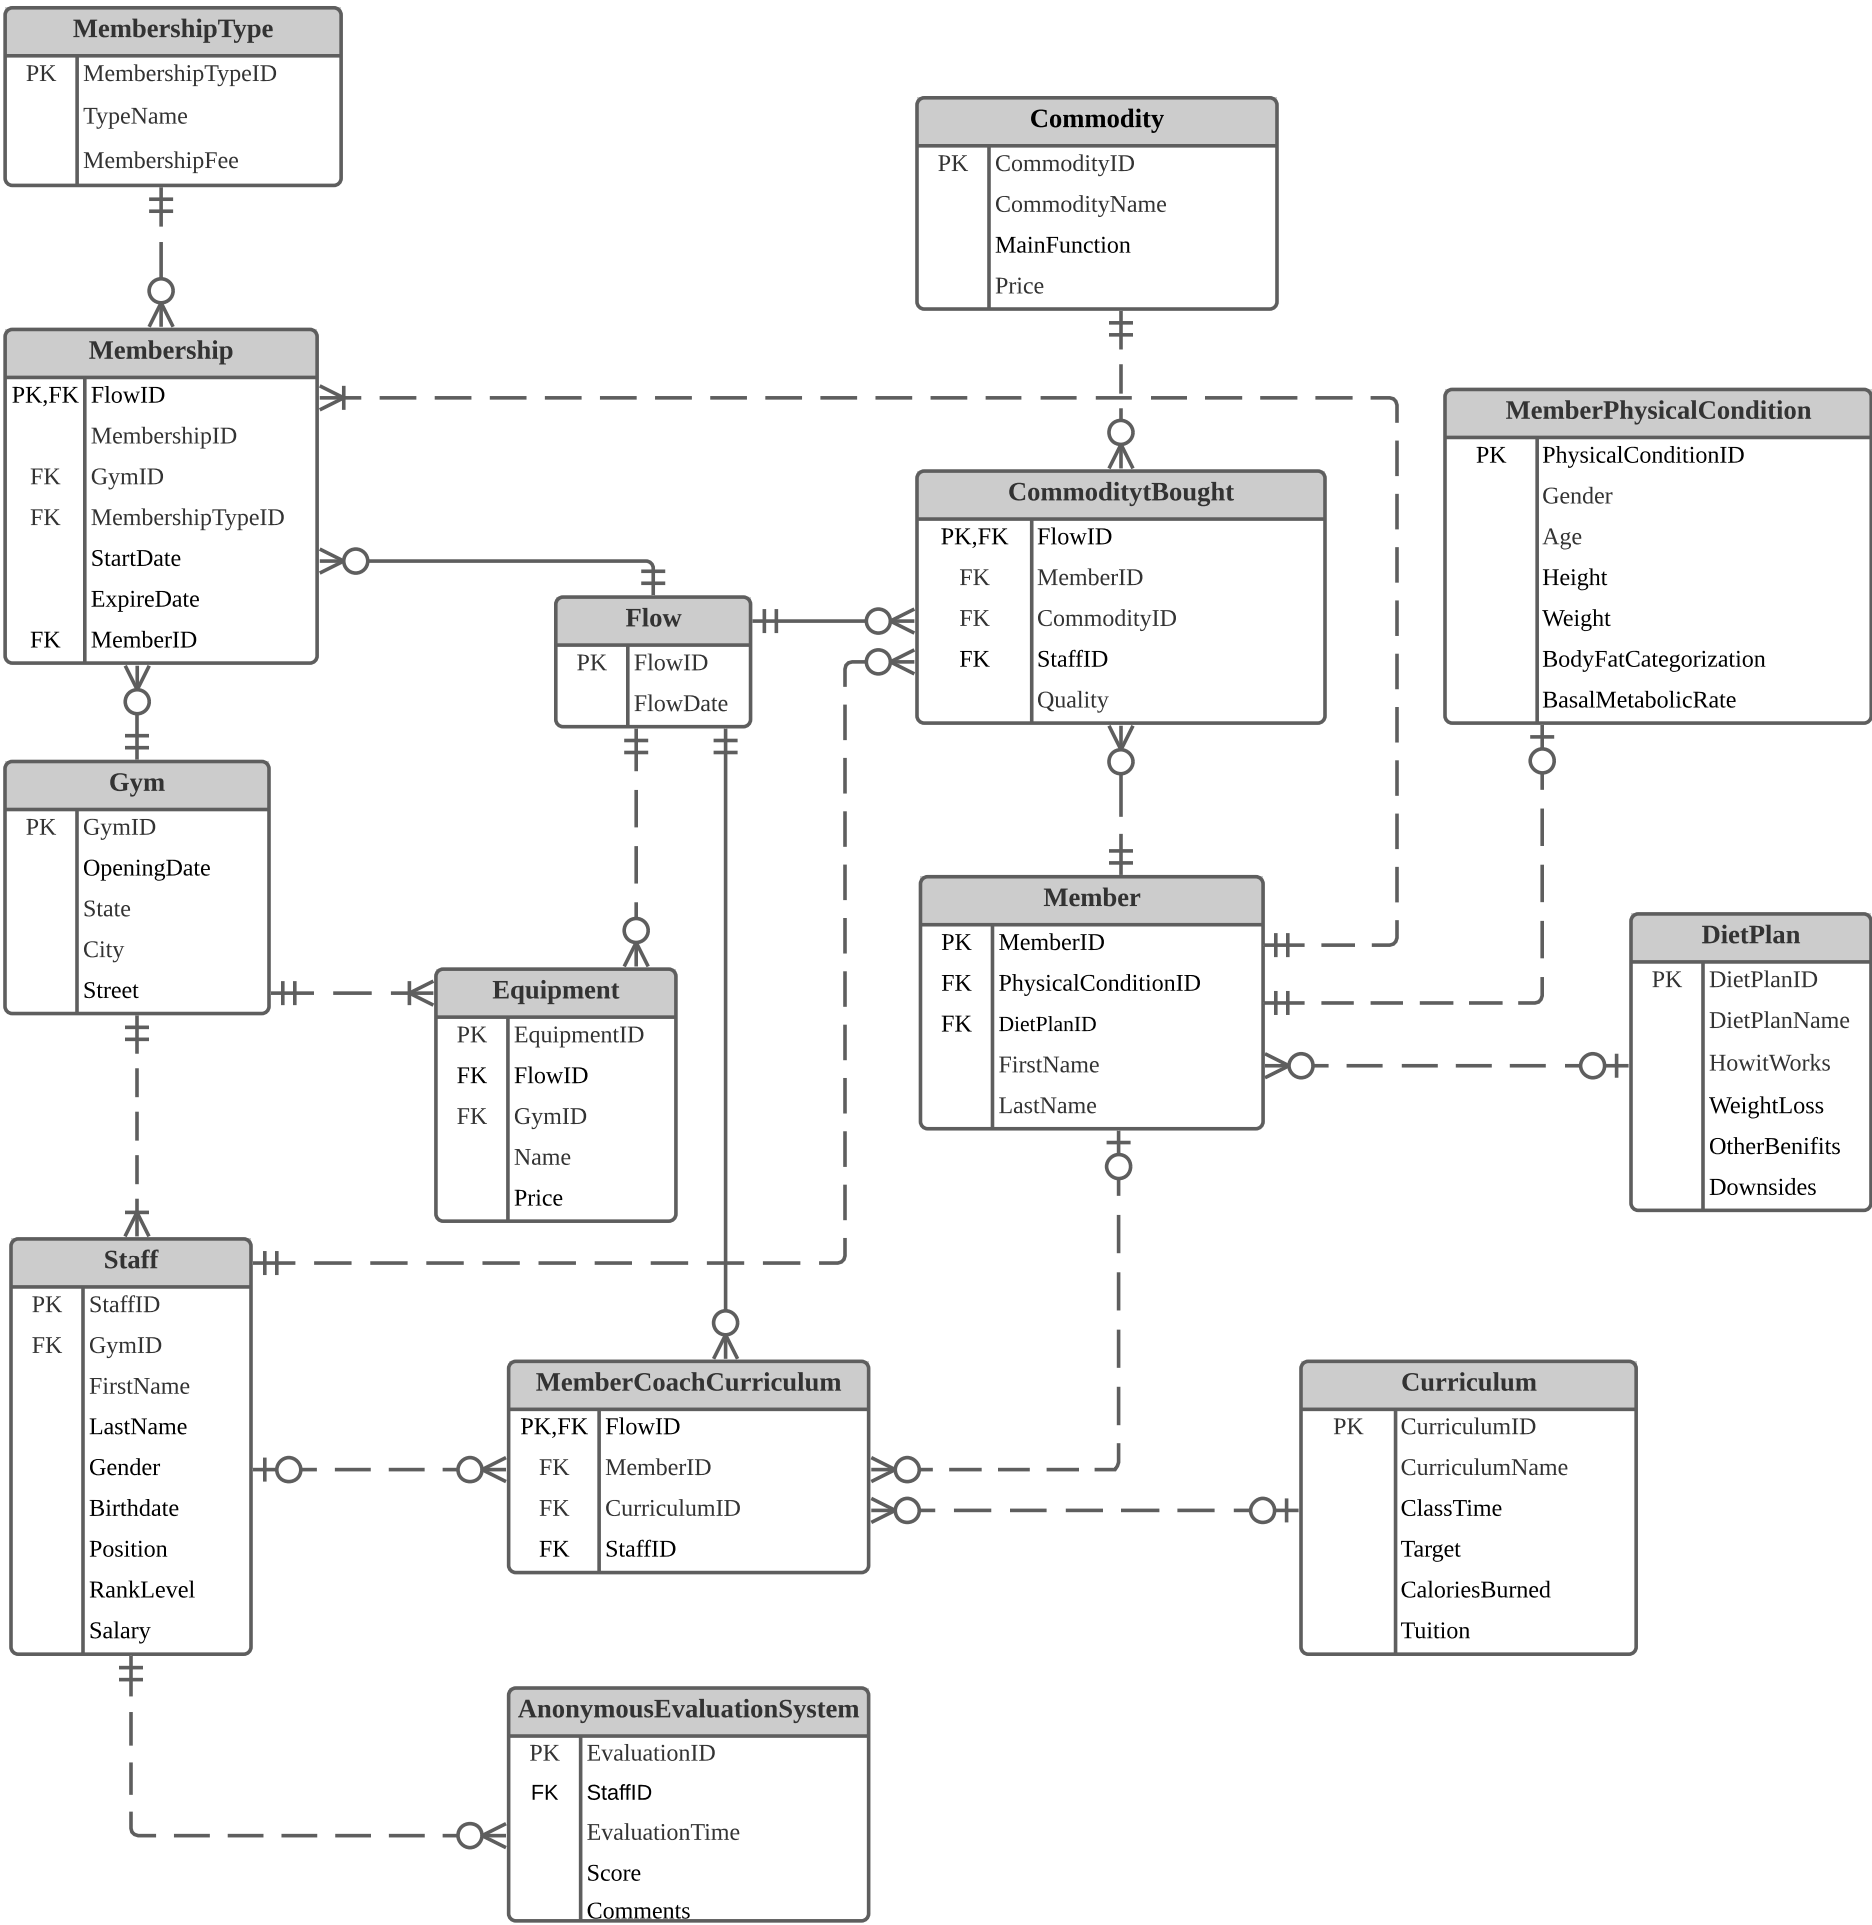 MembershipType
PK MembershipTypeID
TypeName
MembershipFee
Commodity
PK CommodityID
CommodityName
MainFunction
Price
Membership
PK,FK FlowID
MembershipID
FK GymID
FK MembershipTypeID
StartDate
ExpireDate
FK MemberID
MemberPhysicalCondition
PK PhysicalConditionID
Gender
Age
Height
Weight
BodyFatCategorization
BasalMetabolicRate
CommoditytBought
PK,FK FlowID
FK MemberID
FK CommodityID
FK StaffID
Quality
Flow
PK FlowID
FlowDate
Gym
PK GymID
OpeningDate
State
City
Street
Member
PK MemberID
FK PhysicalConditionID
FK DietPlanID
FirstName
LastName
DietPlan
PK DietPlanID
DietPlanName
HowitWorks
WeightLoss
OtherBenifits
Downsides
Equipment
PK EquipmentID
FK FlowID
FK GymID
Name
Price
Staff
PK StaffID
FK GymID
FirstName
LastName
Gender
Birthdate
Position
RankLevel
Salary
MemberCoachCurriculum
PK,FK FlowID
FK MemberID
FK CurriculumID
FK StaffID
Curriculum
PK CurriculumID
CurriculumName
ClassTime
Target
CaloriesBurned
Tuition
AnonymousEvaluationSystem
PK EvaluationID
FK StaffID
EvaluationTime
Score
Comments